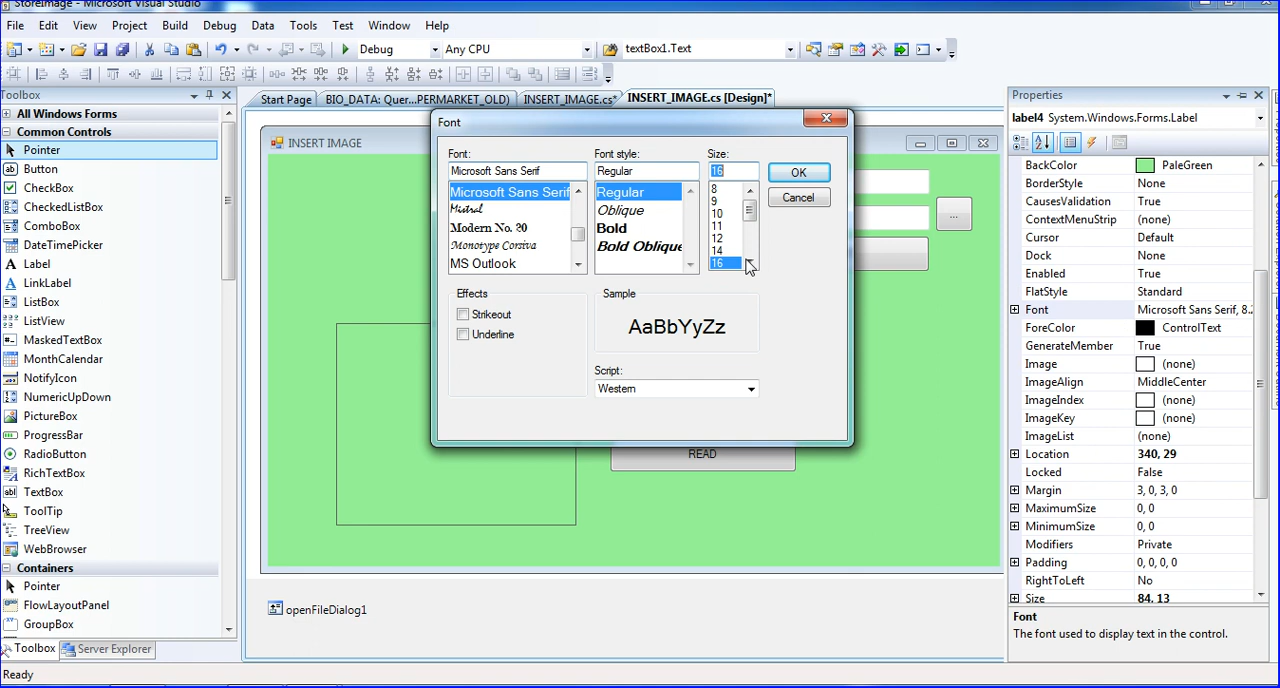 StoreImage - Microsoft Visual Studio
File Edit View Project Build Debug Data Tools Test Window Help
Debug Any CPU textBox1.Text
Toolbox
All Windows Forms
Common Controls
Pointer
Button
CheckBox
CheckedListBox
ComboBox
DateTimePicker
Label
LinkLabel
ListBox
ListView
MaskedTextBox
MonthCalendar
NotifyIcon
NumericUpDown
PictureBox
ProgressBar
RadioButton
RichTextBox
TextBox
ToolTip
TreeView
WebBrowser
Containers
Pointer
FlowLayoutPanel
GroupBox
Toolbox Server Explorer
Ready
Start Page BIO_DATA: Quer...PERMARKET_OLD) INSERT_IMAGE.cs* INSERT_IMAGE.cs [Design]*
INSERT IMAGE
...
READ
openFileDialog1
Font
Font: Font style: Size:
Microsoft Sans Serif Regular 16
Microsoft Sans Serif
Mistral
Modern No. 20
Monotype Corsiva
MS Outlook
Regular
Oblique
Bold
Bold Oblique
8
9
10
11
12
14
16
OK
Cancel
Effects
Strikeout
Underline
Sample
AaBbYyZz
Script:
Western
Properties
label4 System.Windows.Forms.Label
BackColor PaleGreen
BorderStyle None
CausesValidation True
ContextMenuStrip (none)
Cursor Default
Dock None
Enabled True
FlatStyle Standard
Font Microsoft Sans Serif, 8.2
ForeColor ControlText
GenerateMember True
Image (none)
ImageAlign MiddleCenter
ImageIndex (none)
ImageKey (none)
ImageList (none)
Location 340, 29
Locked False
Margin 3, 0, 3, 0
MaximumSize 0, 0
MinimumSize 0, 0
Modifiers Private
Padding 0, 0, 0, 0
RightToLeft No
Size 84, 13
Font
The font used to display text in the control.